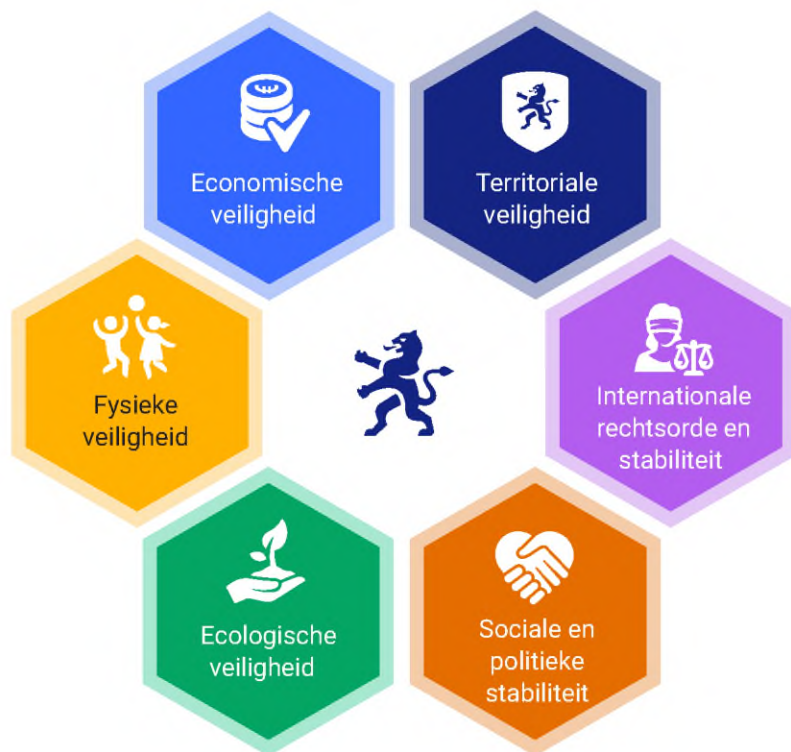 Economische
veiligheid
Territoriale
veiligheid
Fysieke
veiligheid
Internationale
rechtsorde en
stabiliteit
Ecologische
veiligheid
Sociale en
politieke
stabiliteit